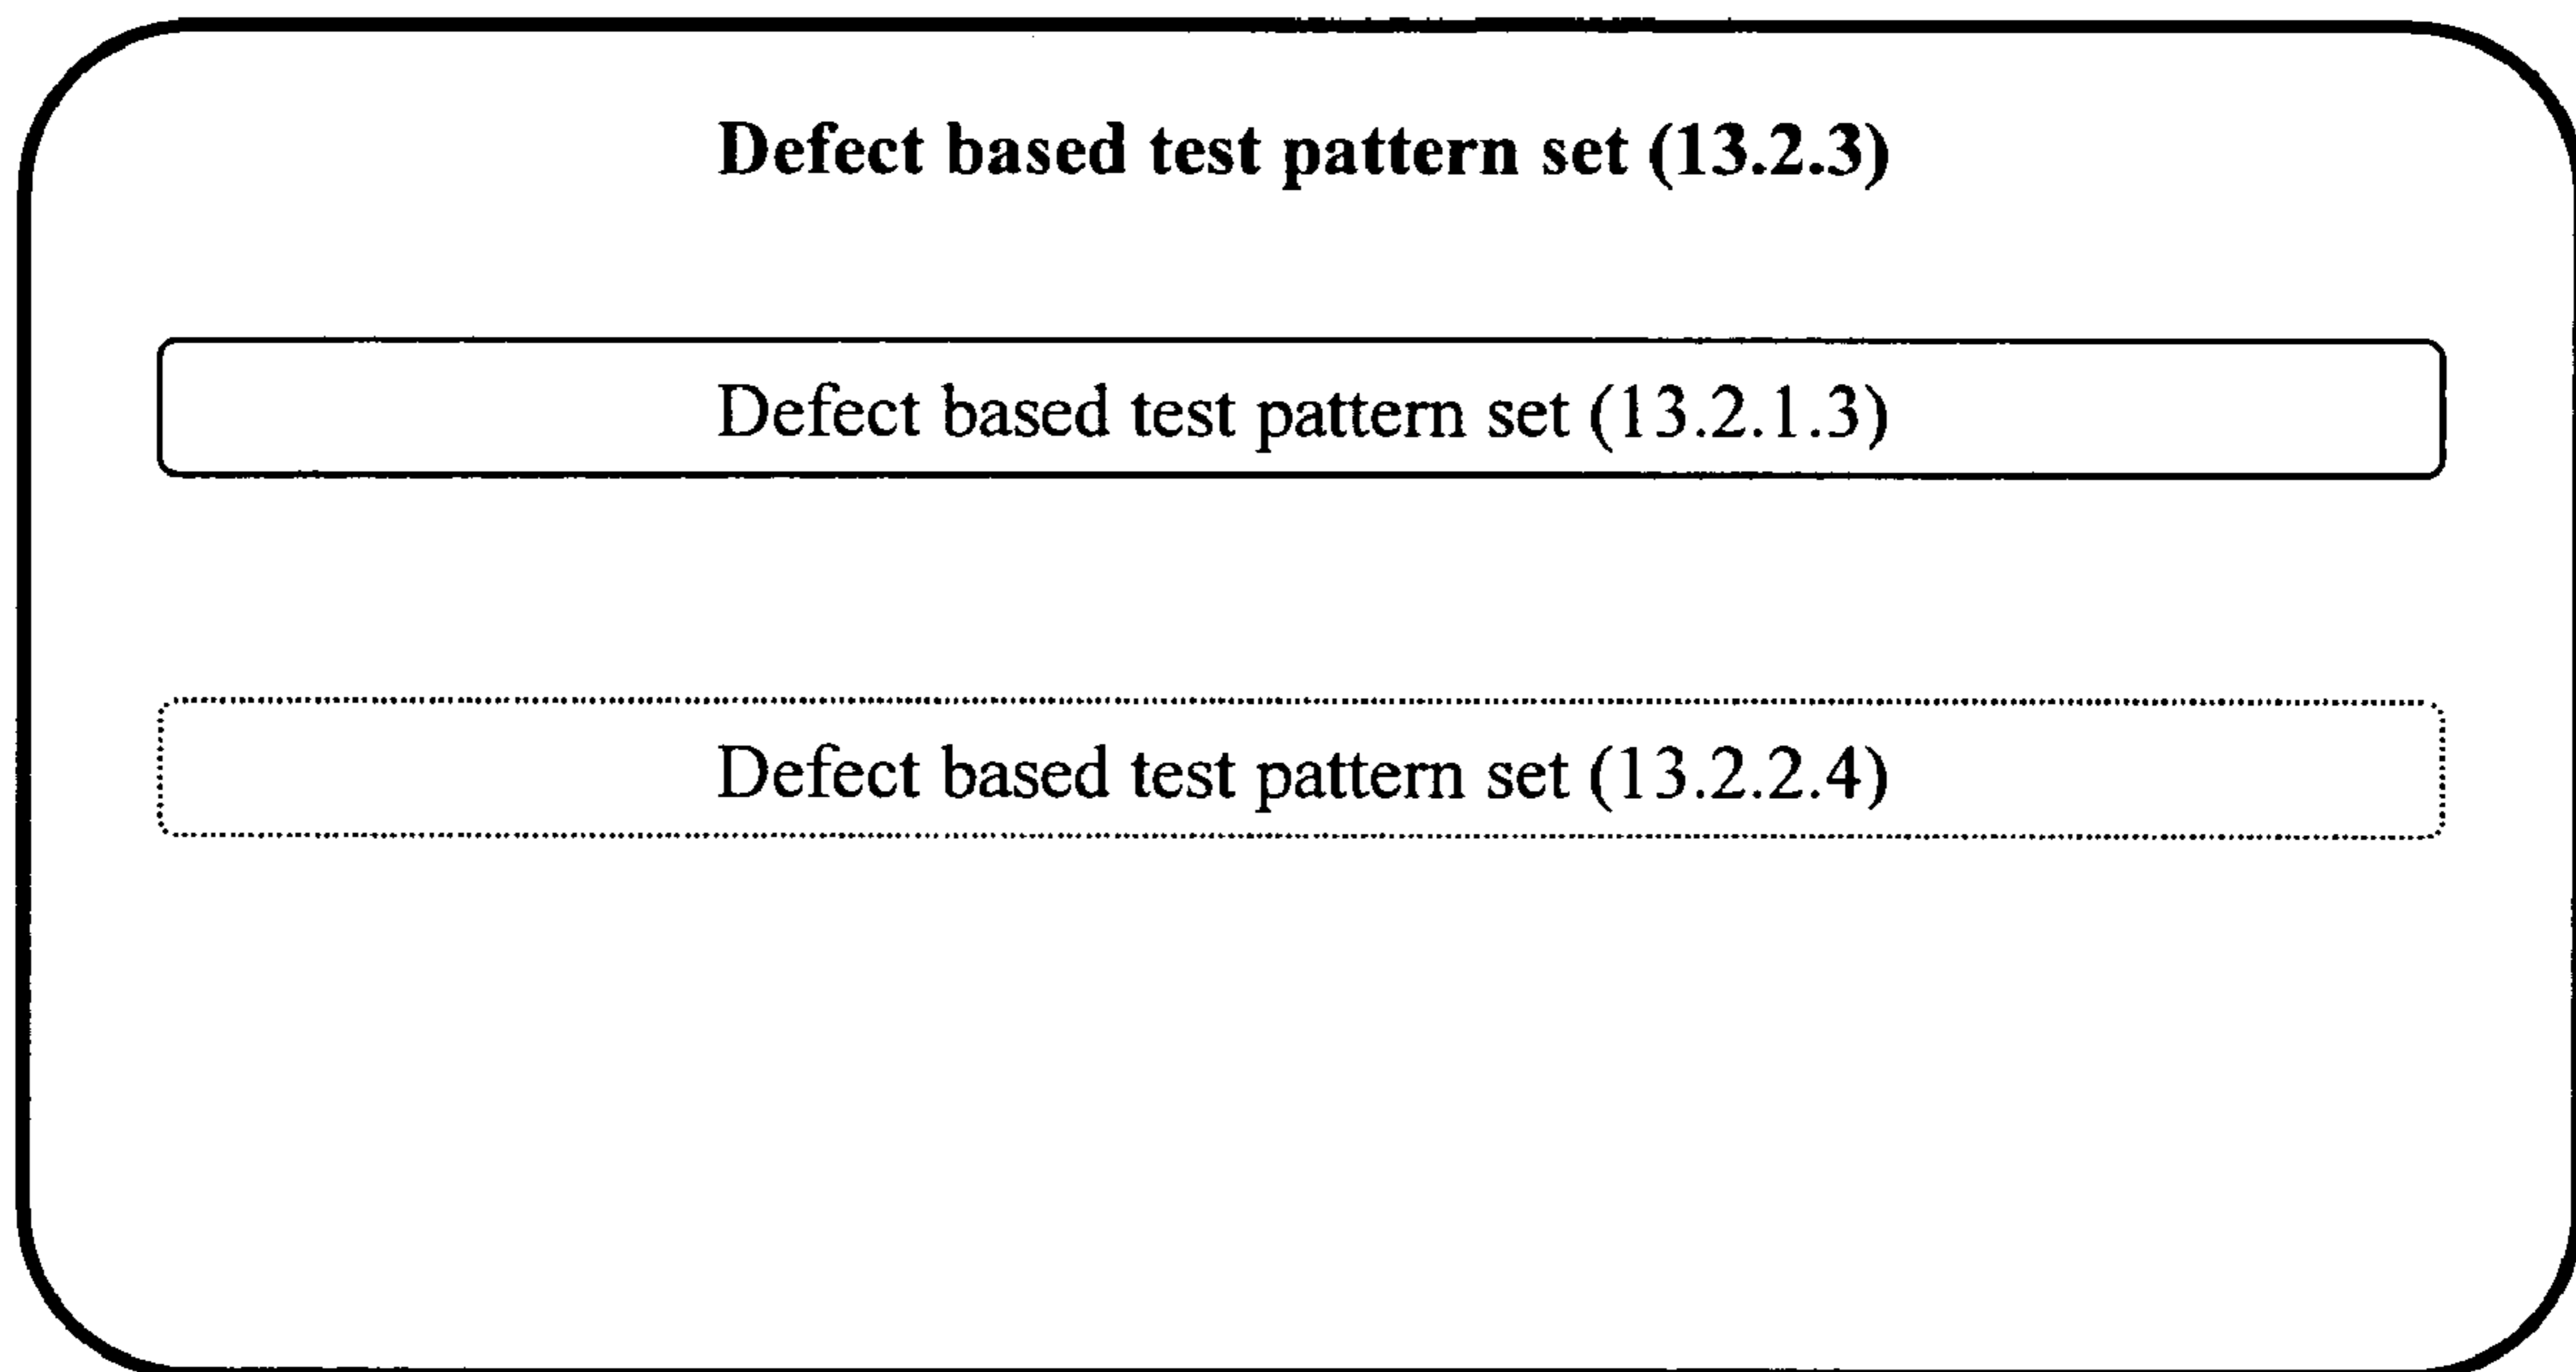 Defect based test pattern set (13.2.3)
Defect based test pattern set (13.2.1.3)
Defect based test pattern set (13.2.2.4)